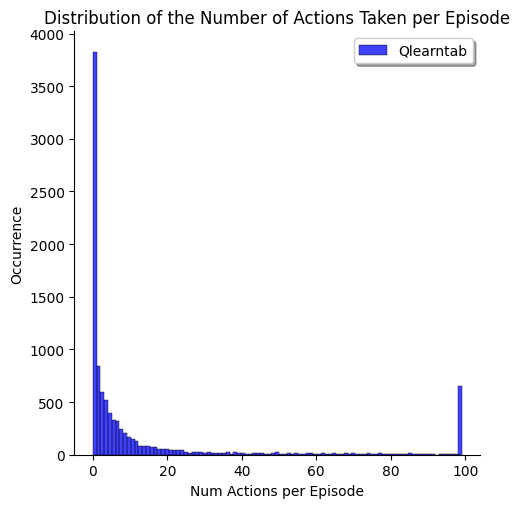 Distribution of the Number of Actions Taken per Episode
Qlearntab
Occurrence
4000
3500
3000
2500
2000
1500
1000
500
0
0 20 40 60 80 100
Num Actions per Episode